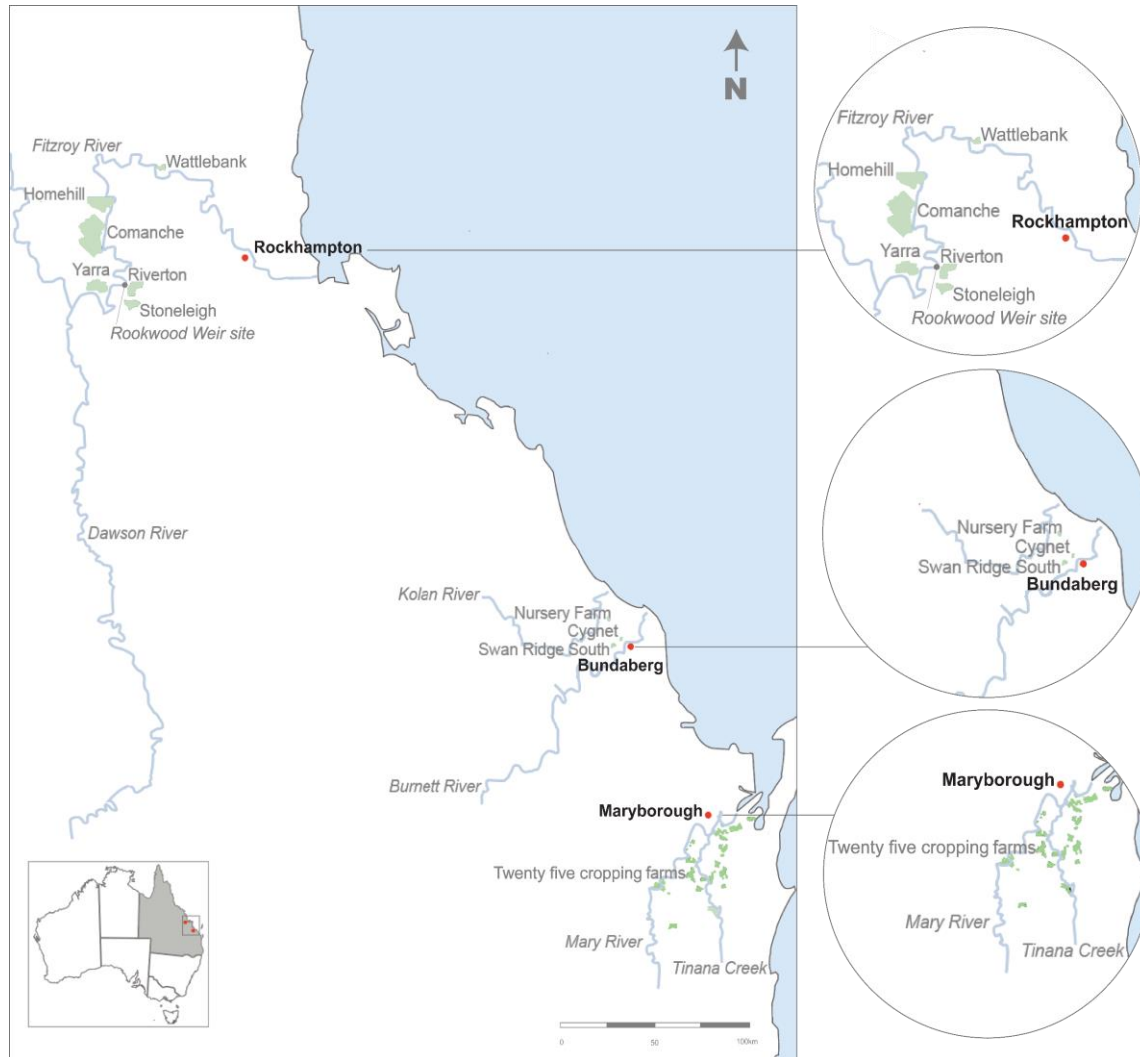 N
Fitzroy River
Wattlebank
Homehill
Comanche
Rockhampton
Yarra
Riverton
Stoneleigh
Rookwood Weir site
Dawson River
Kolan River
Nursery Farm
Cygnet
Swan Ridge South
Bundaberg
Burnett River
Maryborough
Twenty five cropping farms
Mary River
Tinana Creek
0 50 100km
Fitzroy River
Wattlebank
Homehill
Comanche
Rockhampton
Yarra
Riverton
Stoneleigh
Rookwood Weir site
Nursery Farm
Cygnet
Swan Ridge South
Bundaberg
Maryborough
Twenty five cropping farms
Mary River
Tinana Creek